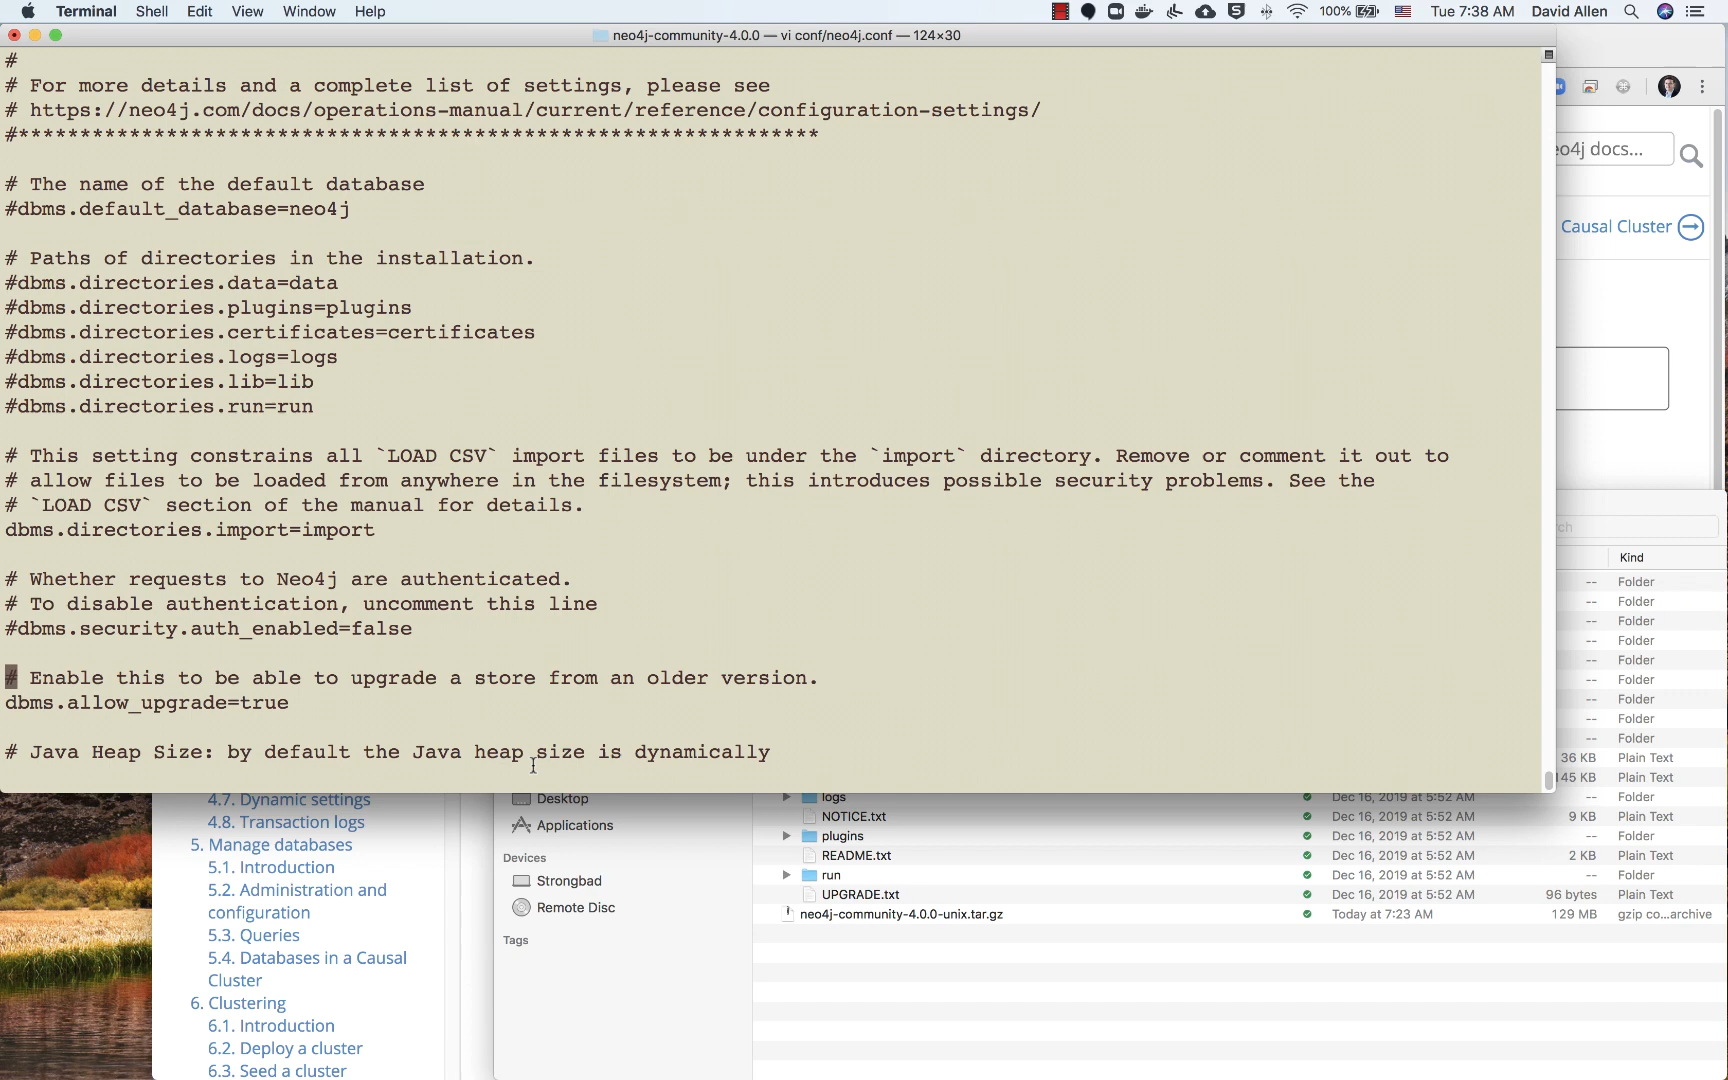 Terminal Shell Edit View Window Help
100% Tue 7:38 AM David Allen
neo4j-community-4.0.0 — vi conf/neo4j.conf — 124×30
#
# For more details and a complete list of settings, please see
# https://neo4j.com/docs/operations-manual/current/reference/configuration-settings/
#*****************************************************************
# The name of the default database
#dbms.default_database=neo4j
# Paths of directories in the installation.
#dbms.directories.data=data
#dbms.directories.plugins=plugins
#dbms.directories.certificates=certificates
#dbms.directories.logs=logs
#dbms.directories.lib=lib
#dbms.directories.run=run
# This setting constrains all `LOAD CSV` import files to be under the `import` directory. Remove or comment it out to
# allow files to be loaded from anywhere in the filesystem; this introduces possible security problems. See the
# `LOAD CSV` section of the manual for details.
dbms.directories.import=import
# Whether requests to Neo4j are authenticated.
# To disable authentication, uncomment this line
#dbms.security.auth_enabled=false
# Enable this to be able to upgrade a store from an older version.
dbms.allow_upgrade=true
# Java Heap Size: by default the Java heap size is dynamically
eo4j docs...
Causal Cluster
Kind
-- Folder
-- Folder
-- Folder
-- Folder
-- Folder
-- Folder
-- Folder
-- Folder
-- Folder
36 KB Plain Text
145 KB Plain Text
4.7. Dynamic settings
4.8. Transaction logs
5. Manage databases
5.1. Introduction
5.2. Administration and
configuration
5.3. Queries
5.4. Databases in a Causal
Cluster
6. Clustering
6.1. Introduction
6.2. Deploy a cluster
6.3. Seed a cluster
Desktop
Applications
Devices
Strongbad
Remote Disc
Tags
logs Dec 16, 2019 at 5:52 AM -- Folder
NOTICE.txt Dec 16, 2019 at 5:52 AM 9 KB Plain Text
plugins Dec 16, 2019 at 5:52 AM -- Folder
README.txt Dec 16, 2019 at 5:52 AM 2 KB Plain Text
run Dec 16, 2019 at 5:52 AM -- Folder
UPGRADE.txt Dec 16, 2019 at 5:52 AM 96 bytes Plain Text
neo4j-community-4.0.0-unix.tar.gz Today at 7:23 AM 129 MB gzip co...archive